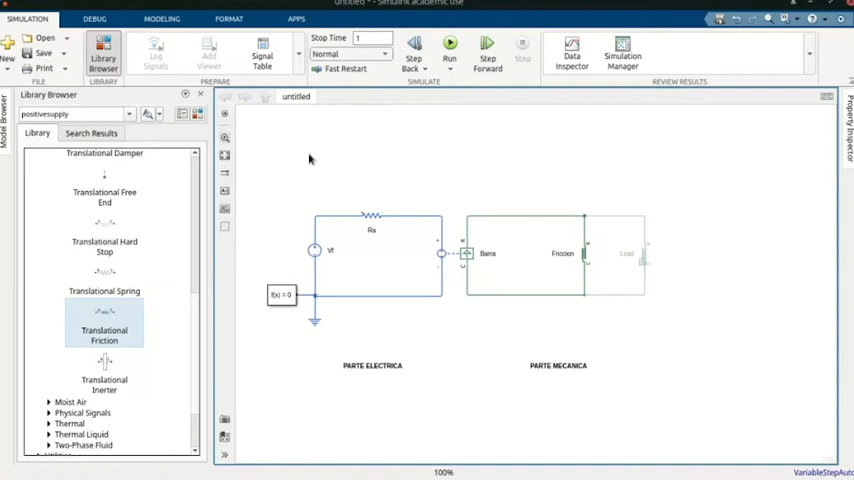 untitled * - Simulink academic use
SIMULATION
DEBUG
MODELING
FORMAT
APPS
New
Open
Save
Print
FILE
Library
Browser
LIBRARY
Log
Signals
Add
Viewer
Signal
Table
PREPARE
Stop Time 1
Normal
Fast Restart
Step
Back
Run
Step
Forward
Stop
SIMULATE
Data
Inspector
Simulation
Manager
REVIEW RESULTS
Model Browser
Library Browser
positivesupply
Library
Search Results
Translational Damper
Translational Free
End
Translational Hard
Stop
Translational Spring
Translational
Friction
Translational
Inerter
Moist Air
Physical Signals
Thermal
Thermal Liquid
Two-Phase Fluid
Utilities
untitled
Ra
Vf
f(x) = 0
+
-
R
C
Barra
Friccion
R
C
Load
PARTE ELECTRICA
PARTE MECANICA
Property Inspector
100%
VariableStepAuto